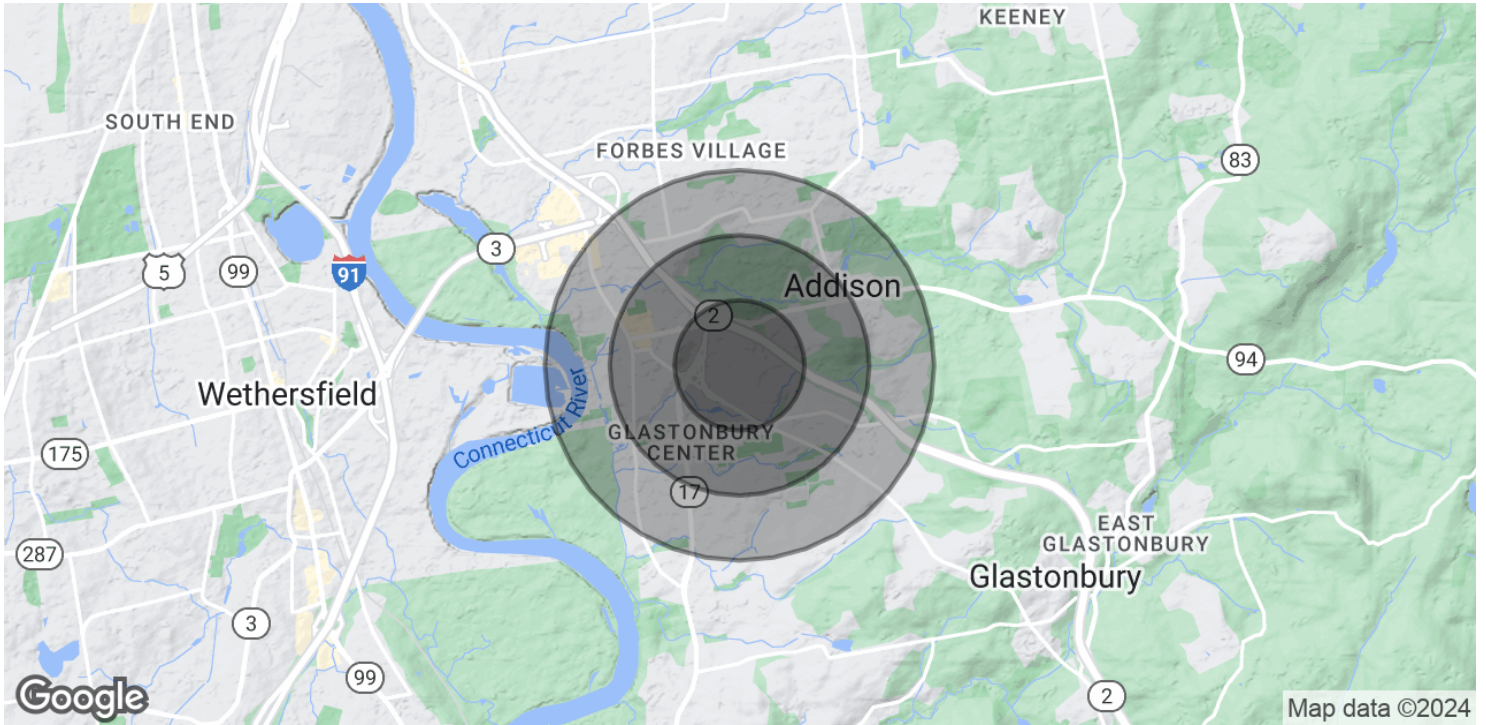 KEENEY
SOUTH END
FORBES VILLAGE
83
3
5
99
91
Addison
2
94
Wethersfield
Connecticut River
GLASTONBURY
CENTER
175
17
EAST
GLASTONBURY
287
Glastonbury
3
99
2
Google
Map data ©2024